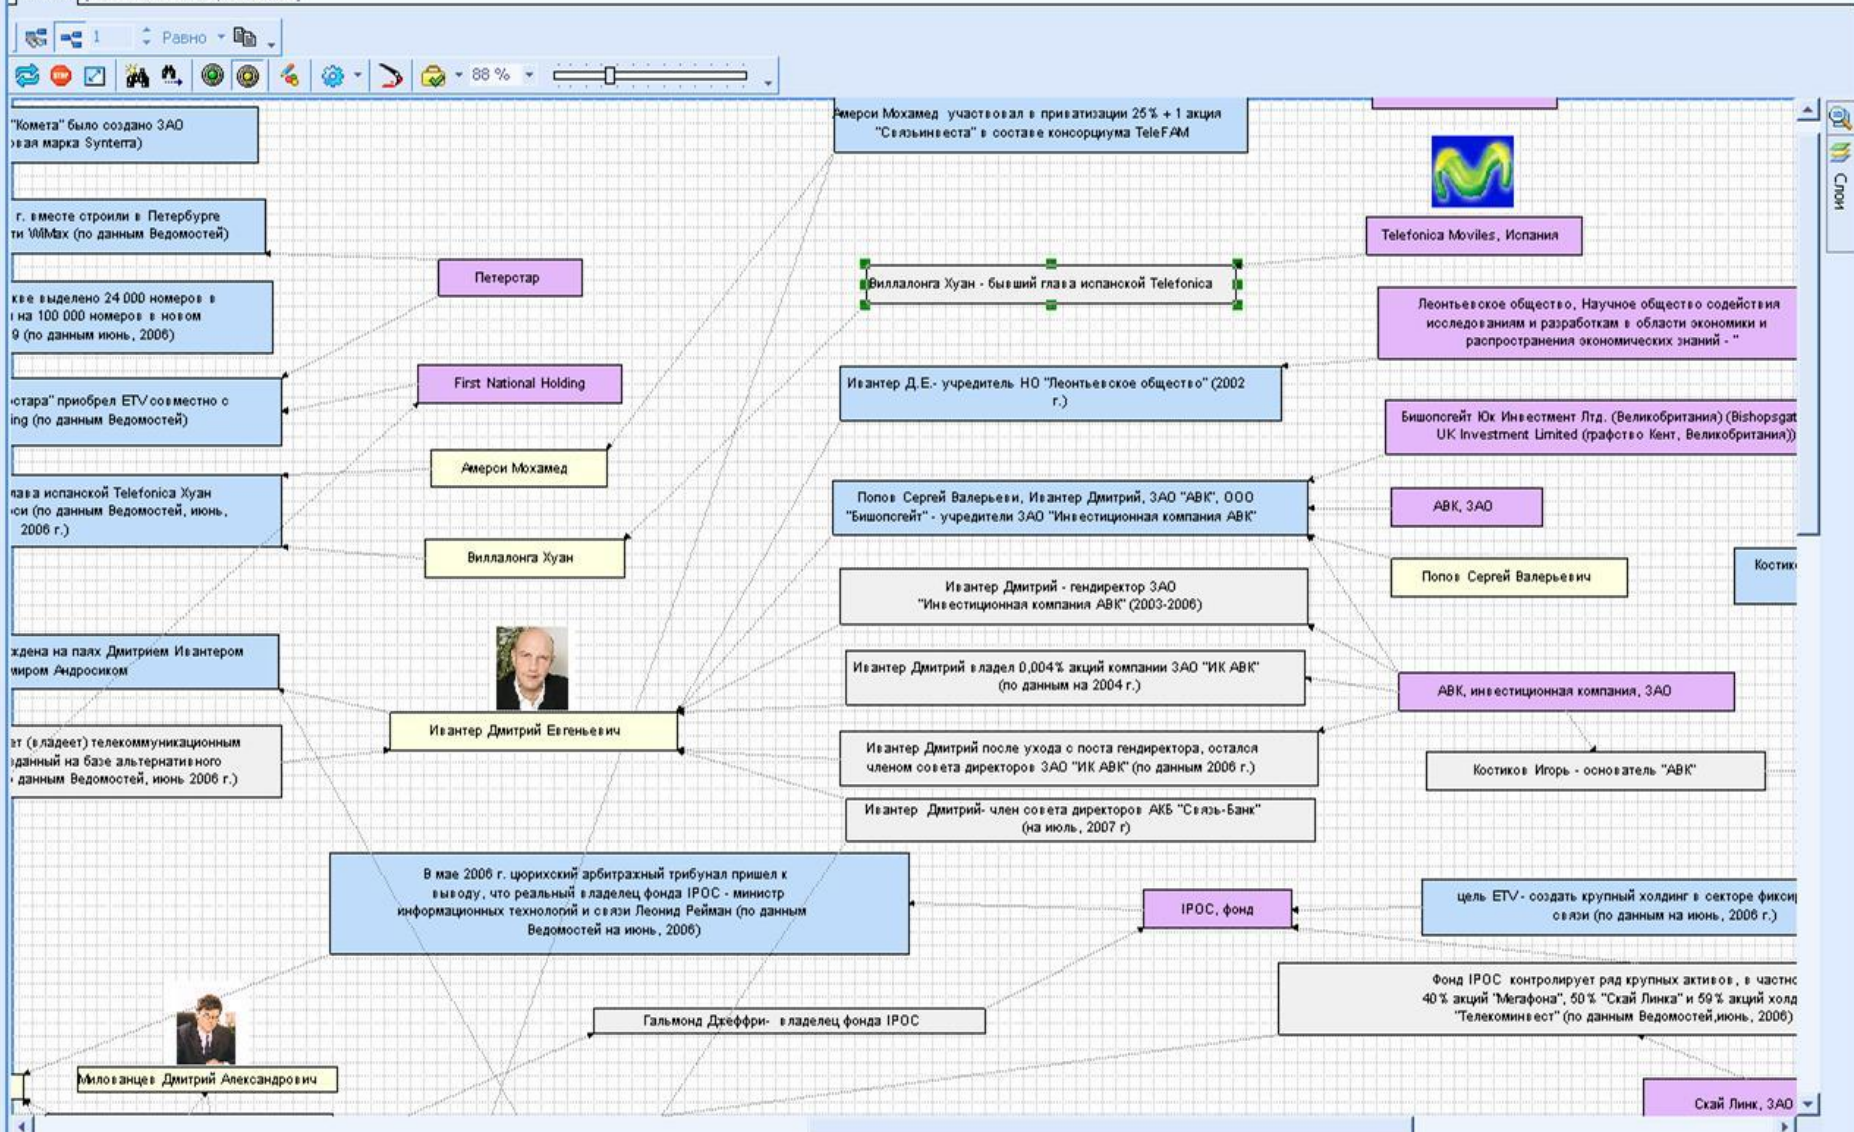 1
Равно
88 %
Слои
"Комета" было создано ЗАО
овая марка Synterra)
Амерси Мохамед участвовал в приватизации 25% + 1 акция
"Связьинвеста" в составе консорциума TeleFAM
г. вместе строили в Петербурге
ти WiMax (по данным Ведомостей)
Telefonica Moviles, Испания
Петерстар
Виллалонга Хуан - бывший глава испанской Telefonica
кве выделено 24 000 номеров в
и на 100 000 номеров в новом
9 (по данным июнь, 2006)
Леонтьевское общество, Научное общество содействия
исследованиям и разработкам в области экономики и
распространения экономических знаний - "
First National Holding
Ивантер Д.Е.- учредитель НО "Леонтьевское общество" (2002
г.)
остара" приобрел ETV совместно с
ing (по данным Ведомостей)
Бишопсгейт Юк Инвестмент Лтд. (Великобритания) (Bishopsgat
UK Investment Limited (графство Кент, Великобритания))
Амерси Мохамед
лава испанской Telefonica Хуан
оси (по данным Ведомостей, июнь,
2006 г.)
Попов Сергей Валерьеви, Ивантер Дмитрий, ЗАО "АВК", ООО
"Бишопсгейт" - учредители ЗАО "Инвестиционная компания АВК"
АВК, ЗАО
Виллалонга Хуан
Ивантер Дмитрий - гендиректор ЗАО
"Инвестиционная компания АВК" (2003-2006)
Попов Сергей Валерьевич
Костик
ждена на паях Дмитрием Ивантером
миром Андросиком
Ивантер Дмитрий владел 0,004% акций компании ЗАО "ИК АВК"
(по данным на 2004 г.)
АВК, инвестиционная компания, ЗАО
Ивантер Дмитрий Евгеньевич
ет (владеет) телекоммуникационным
зданный на базе альтернативного
о данным Ведомостей, июнь 2006 г.)
Ивантер Дмитрий после ухода с поста гендиректора, остался
членом совета директоров ЗАО "ИК АВК" (по данным 2006 г.)
Костиков Игорь - основатель "АВК"
Ивантер Дмитрий- член совета директоров АКБ "Связь-Банк"
(на июль, 2007 г)
В мае 2006 г. цюрихский арбитражный трибунал пришел к
выводу, что реальный владелец фонда IPOC - министр
информационных технологий и связи Леонид Рейман (по данным
Ведомостей на июнь, 2006)
IPOC, фонд
цель ETV - создать крупный холдинг в секторе фиксир
связи (по данным на июнь, 2006 г.)
Фонд IPOC контролирует ряд крупных активов, в частнос
40% акций "Мегафона", 50% "Скай Линка" и 59% акций холд
"Телекоминвест" (по данным Ведомостей,июнь, 2006)
Гальмонд Джеффри- владелец фонда IPOC
Милованцев Дмитрий Александрович
Скай Линк, ЗАО